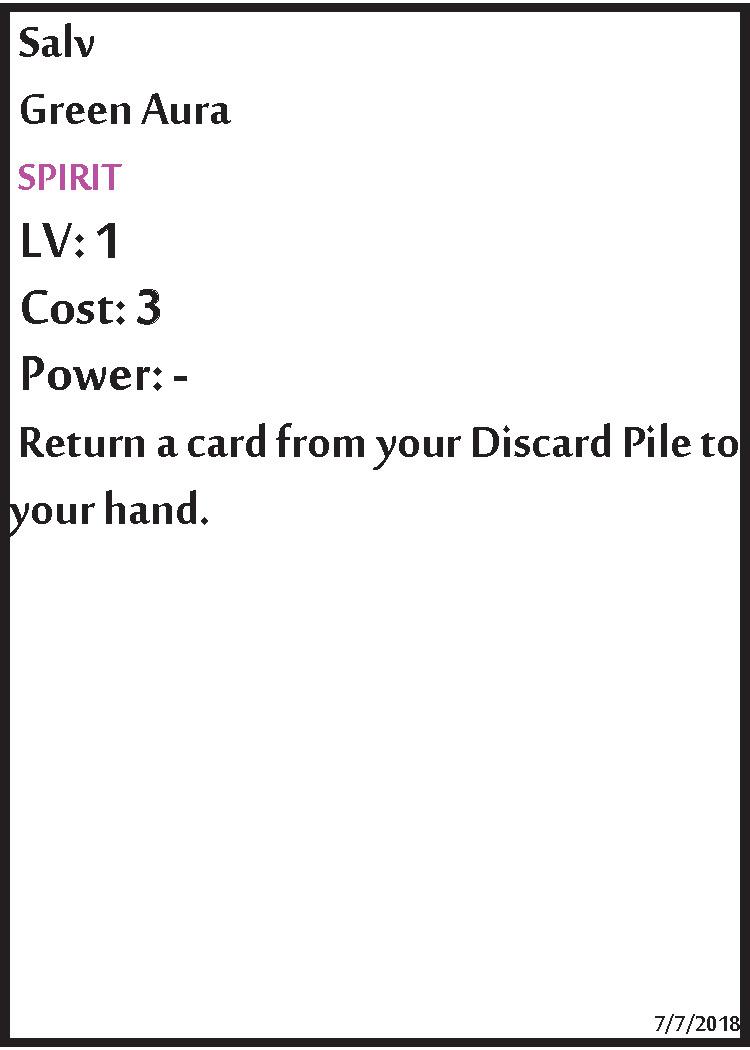 Salv
Green Aura
SPIRIT
LV: 1
Cost: 3
Power: -
Return a card from your Discard Pile to
your hand.
7/7/2018